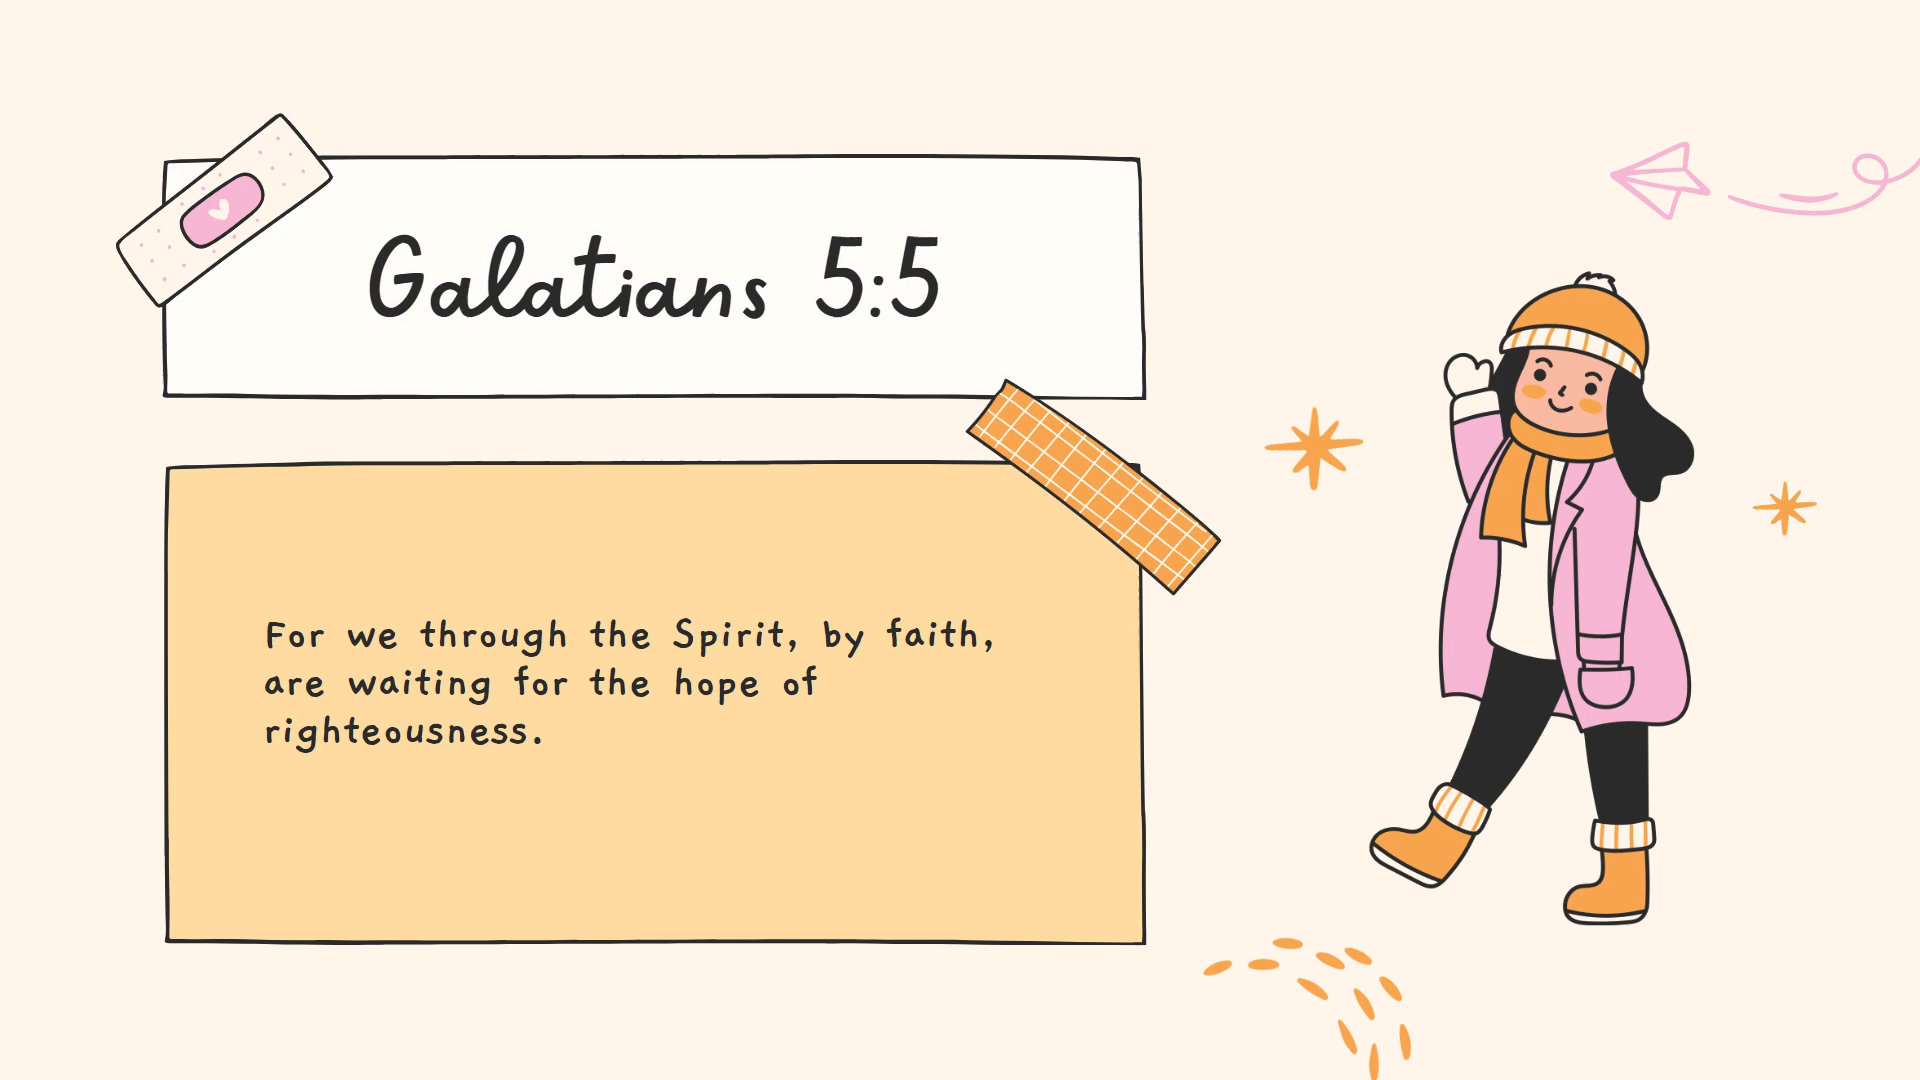 Galatians 5:5
For we through the Spirit, by faith,
are waiting for the hope of
righteousness.